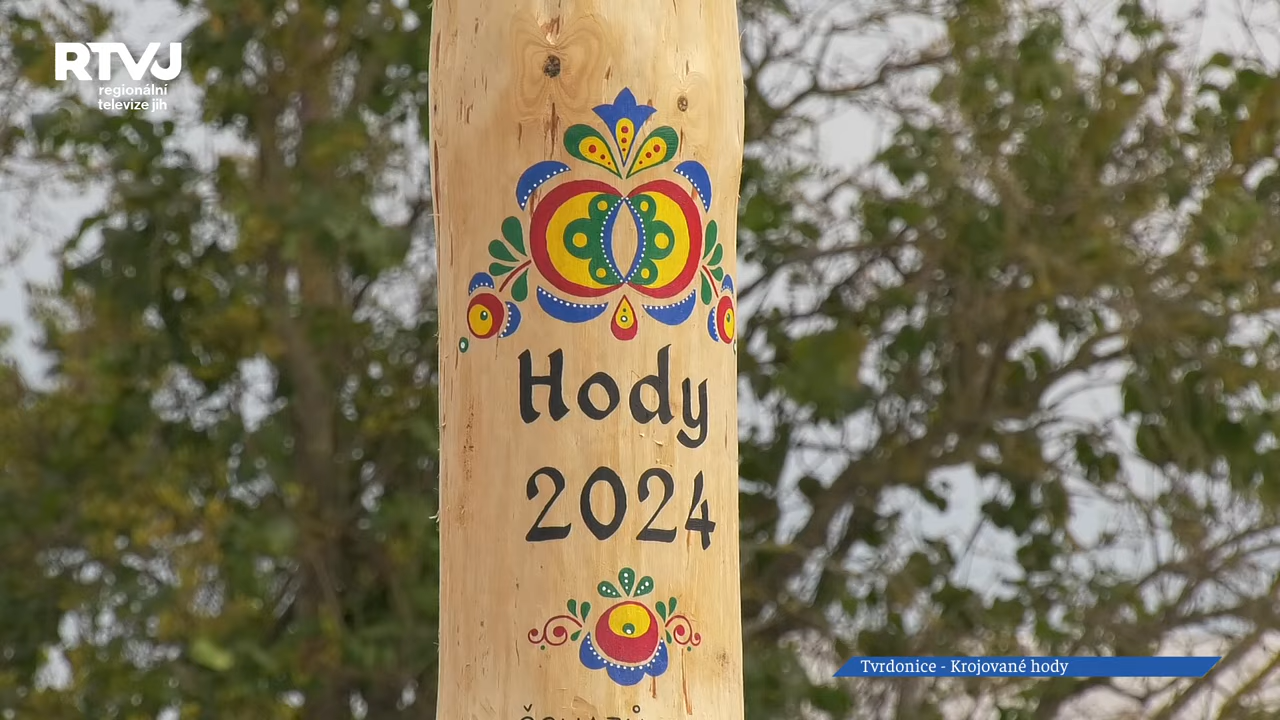 RTVJ
regionální
televize jih
Hody
2024
Tvrdonice - Krojované hody